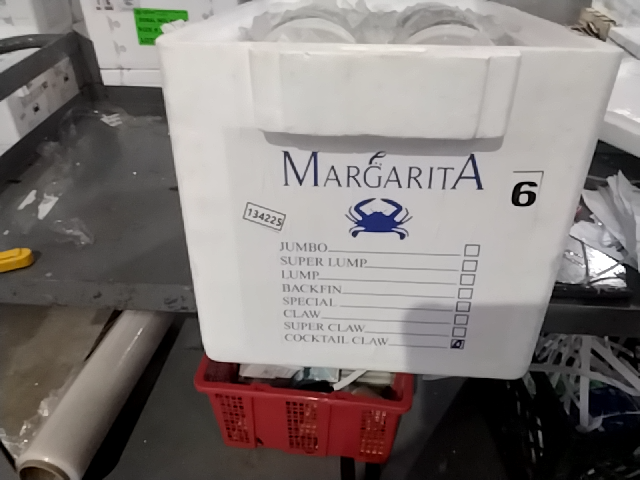 MARGARITA
6
134225
JUMBO
SUPER LUMP
LUMP
BACKFIN
SPECIAL
CLAW
SUPER CLAW
COCKTAIL CLAW